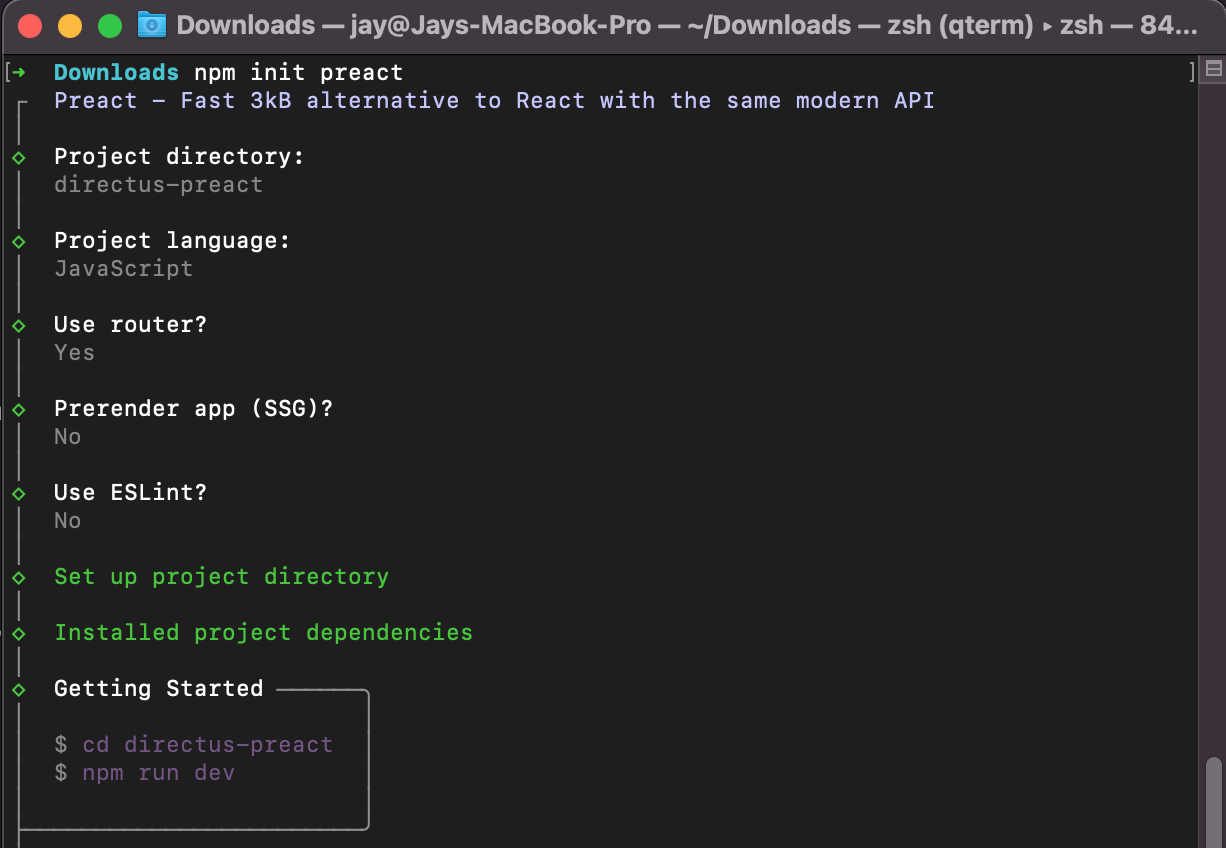 Downloads — jay@Jays-MacBook-Pro — ~/Downloads — zsh (qterm) ▸ zsh — 84...
[➜ Downloads npm init preact ]
Preact — Fast 3kB alternative to React with the same modern API
Project directory:
directus-preact
Project language:
JavaScript
Use router?
Yes
Prerender app (SSG)?
No
Use ESLint?
No
Set up project directory
Installed project dependencies
Getting Started
$ cd directus-preact
$ npm run dev